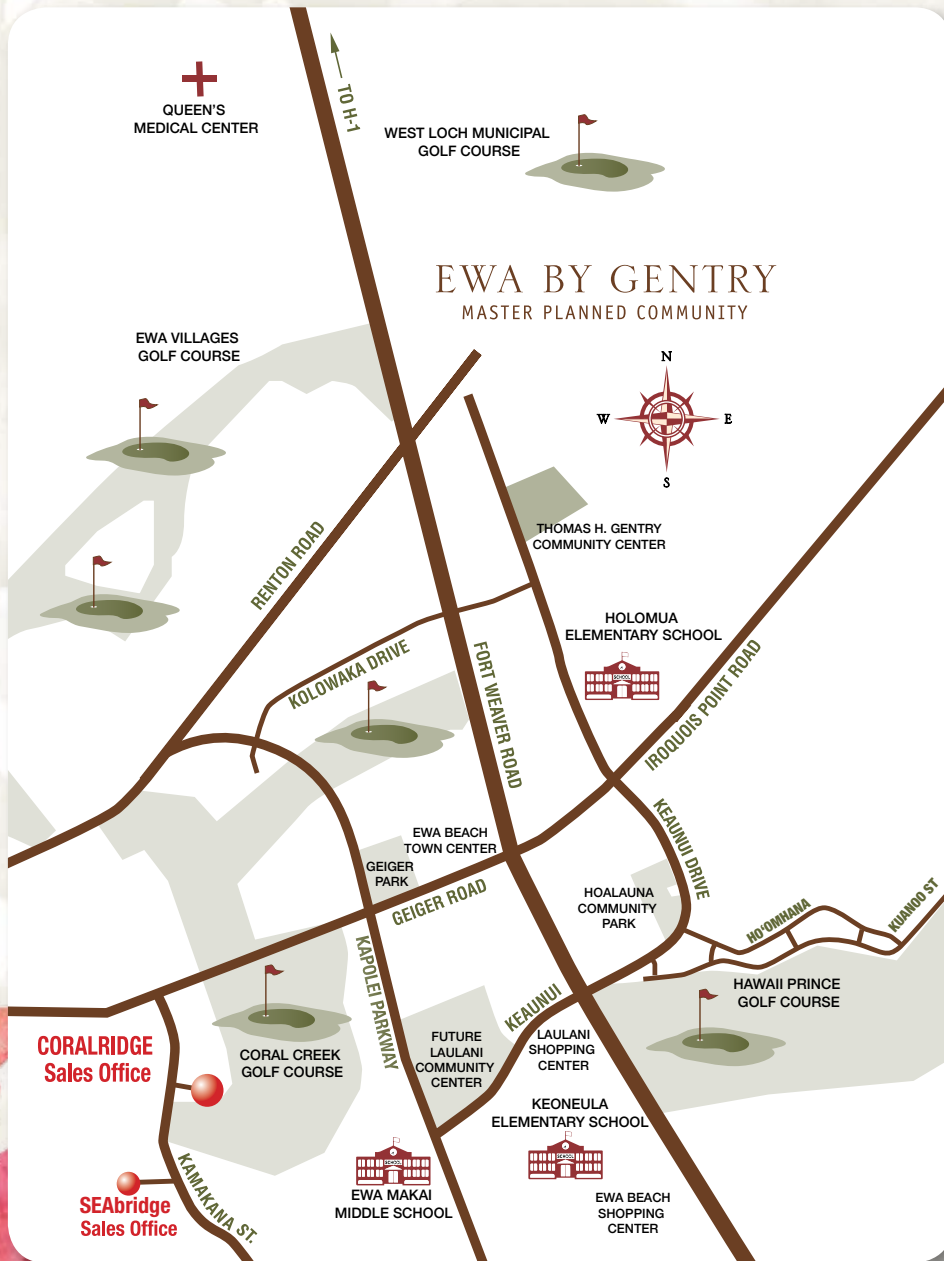 QUEEN'S
MEDICAL CENTER
TO H-1
WEST LOCH MUNICIPAL
GOLF COURSE
EWA BY GENTRY
MASTER PLANNED COMMUNITY
EWA VILLAGES
GOLF COURSE
N
W
E
S
RENTON ROAD
THOMAS H. GENTRY
COMMUNITY CENTER
HOLOMUA
ELEMENTARY SCHOOL
SCHOOL
KOLOWAKA DRIVE
FORT WEAVER ROAD
IROQUOIS POINT ROAD
KEAUNUI DRIVE
EWA BEACH
TOWN CENTER
GEIGER
PARK
GEIGER ROAD
HOALAUNA
COMMUNITY
PARK
HO'OMHANA
KUANOO ST
KAPOLEI PARKWAY
KEAUNUI
HAWAII PRINCE
GOLF COURSE
CORALRIDGE
Sales Office
CORAL CREEK
GOLF COURSE
FUTURE
LAULANI
COMMUNITY
CENTER
LAULANI
SHOPPING
CENTER
KEONEULA
ELEMENTARY SCHOOL
SCHOOL
SCHOOL
EWA MAKAI
MIDDLE SCHOOL
KAMAKANA ST.
SEAbridge
Sales Office
EWA BEACH
SHOPPING
CENTER